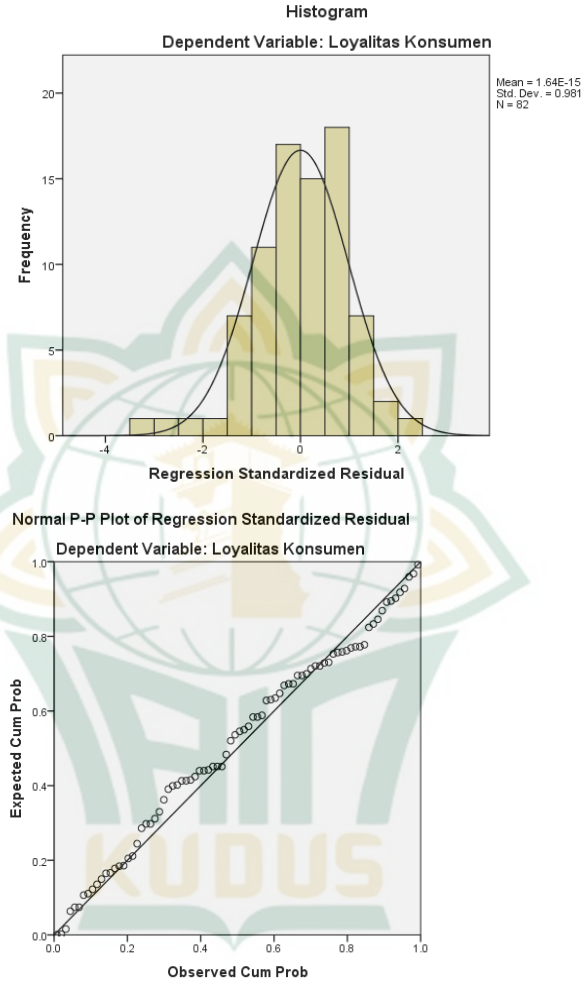 Histogram
Dependent Variable: Loyalitas Konsumen
Mean = 1.64E-15
Std. Dev. = 0.981
N = 82
Frequency
20
15
10
5
0
-4 -2 0 2
Regression Standardized Residual
Normal P-P Plot of Regression Standardized Residual
Dependent Variable: Loyalitas Konsumen
Expected Cum Prob
1.0
0.8
0.6
0.4
0.2
0.0
0.0 0.2 0.4 0.6 0.8 1.0
Observed Cum Prob
IAIN
KUDUS